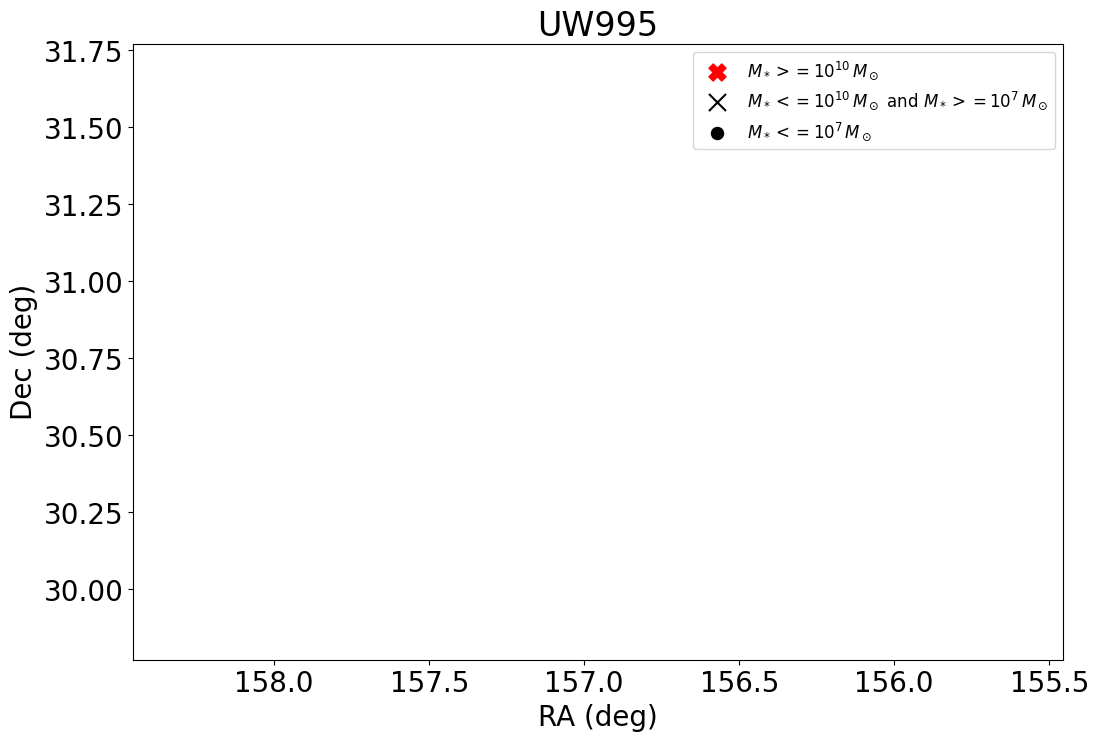 UW995
31.75
31.50
31.25
31.00
30.75
30.50
30.25
30.00
Dec (deg)
M_* >= 10^{10} M_⊙
M_* <= 10^{10} M_⊙ and M_* >= 10^7 M_⊙
M_* <= 10^7 M_⊙
158.0 157.5 157.0 156.5 156.0 155.5
RA (deg)